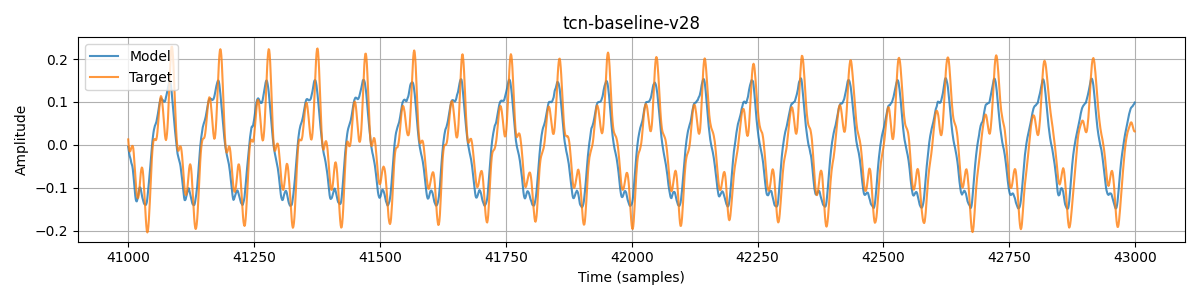 tcn-baseline-v28
Model
Target
Amplitude
0.2
0.1
0.0
−0.1
−0.2
41000 41250 41500 41750 42000 42250 42500 42750 43000
Time (samples)